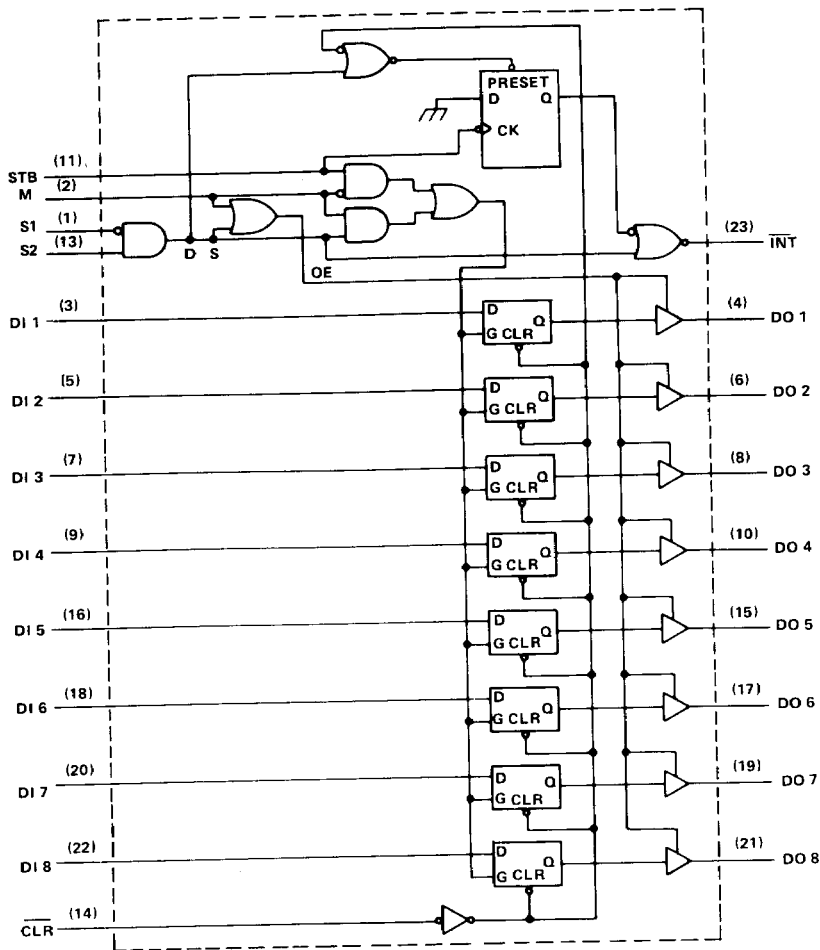 PRESET
D Q
CK
STB (11)
M (2)
S1 (1)
S2 (13)
D S
OE
(23) INT
DI 1 (3) D Q G CLR (4) DO 1
DI 2 (5) D Q G CLR (6) DO 2
DI 3 (7) D Q G CLR (8) DO 3
DI 4 (9) D Q G CLR (10) DO 4
DI 5 (16) D Q G CLR (15) DO 5
DI 6 (18) D Q G CLR (17) DO 6
DI 7 (20) D Q G CLR (19) DO 7
DI 8 (22) D Q G CLR (21) DO 8
CLR (14)